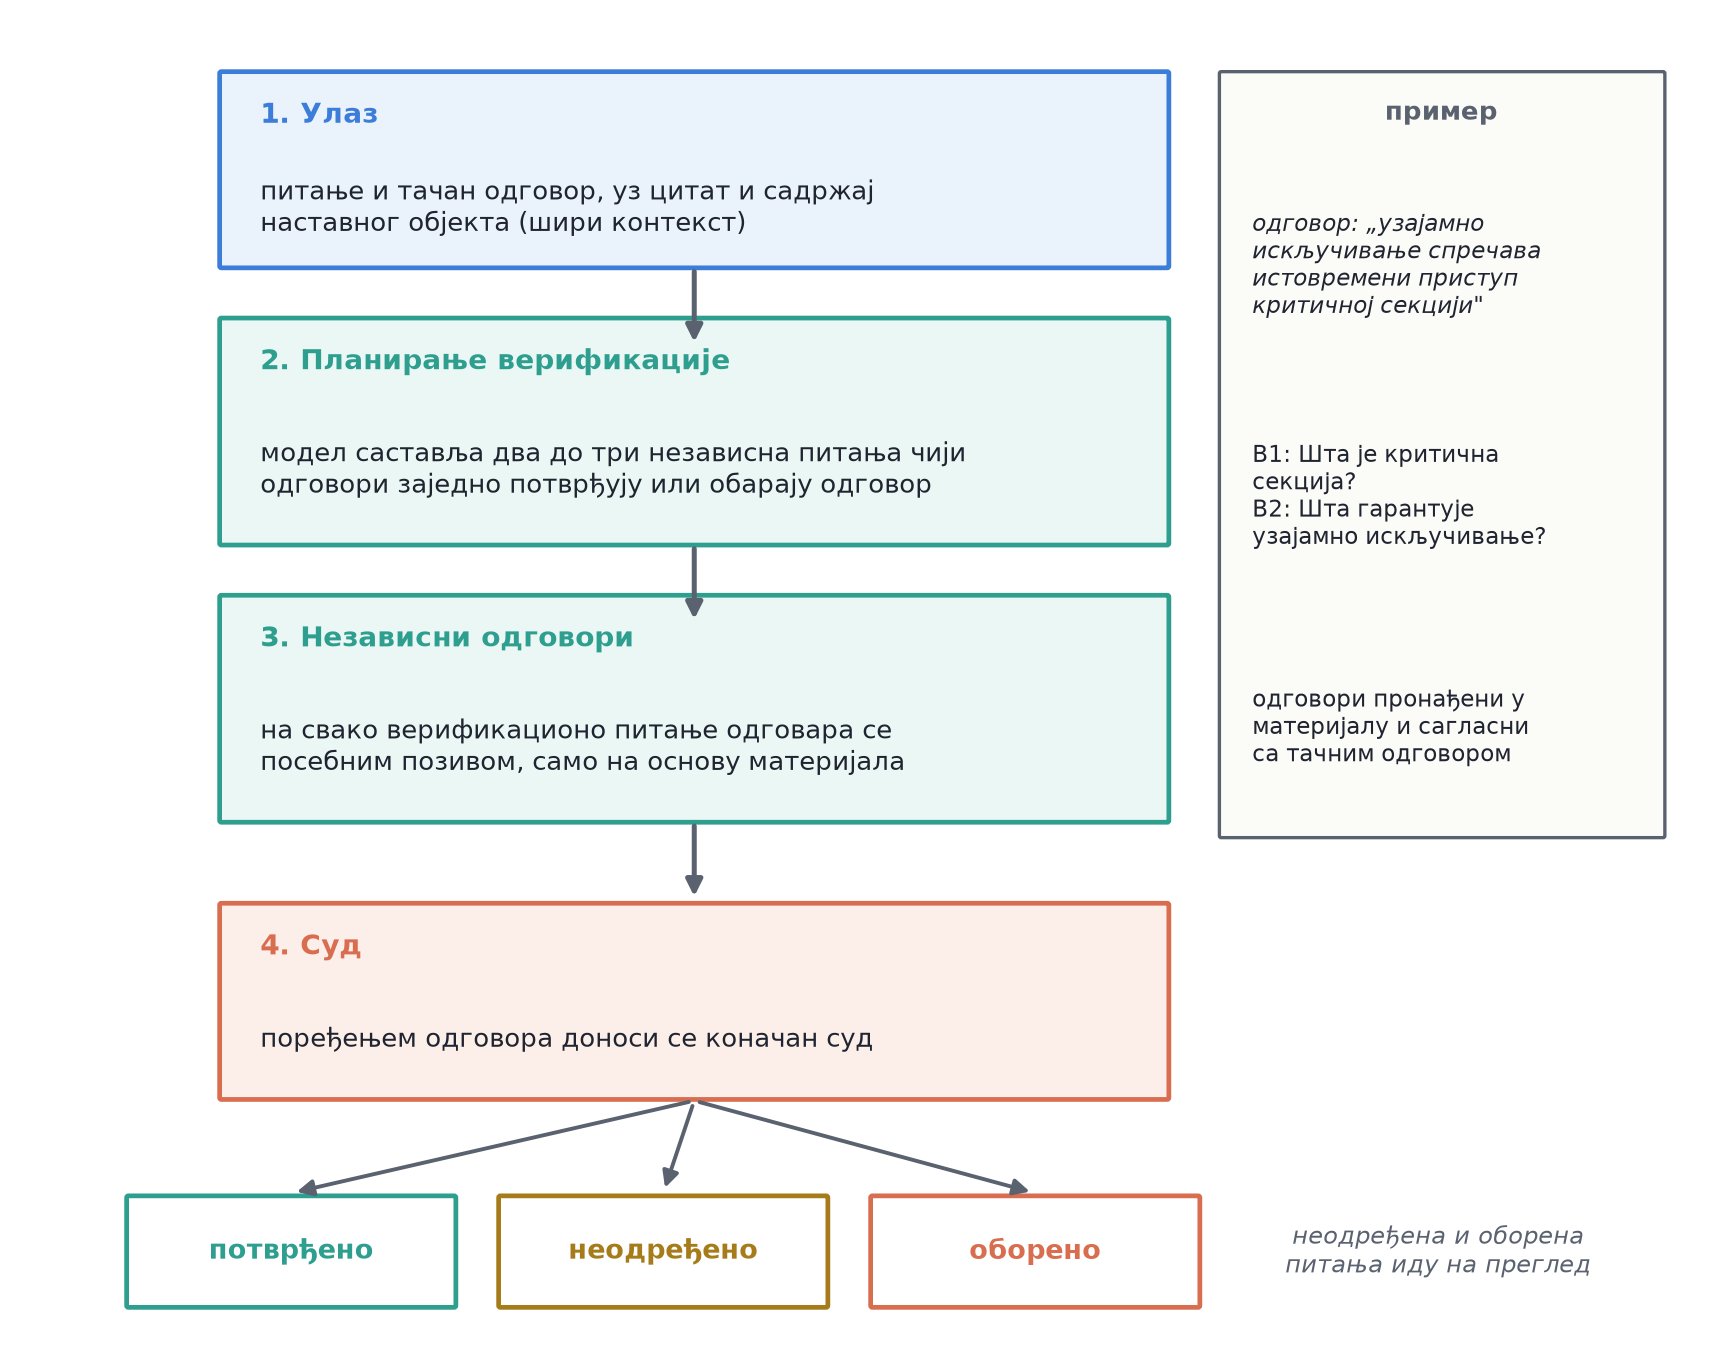 1. Улаз
питање и тачан одговор, уз цитат и садржај
наставног објекта (шири контекст)
2. Планирање верификације
модел саставља два до три независна питања чији
одговори заједно потврђују или обарају одговор
3. Независни одговори
на свако верификационо питање одговара се
посебним позивом, само на основу материјала
4. Суд
поређењем одговора доноси се коначан суд
потврђено
неодређено
оборено
пример
одговор: „узајамно
искључивање спречава
истовремени приступ
критичној секцији"
В1: Шта је критична
секција?
В2: Шта гарантује
узајамно искључивање?
одговори пронађени у
материјалу и сагласни
са тачним одговором
неодређена и оборена
питања иду на преглед